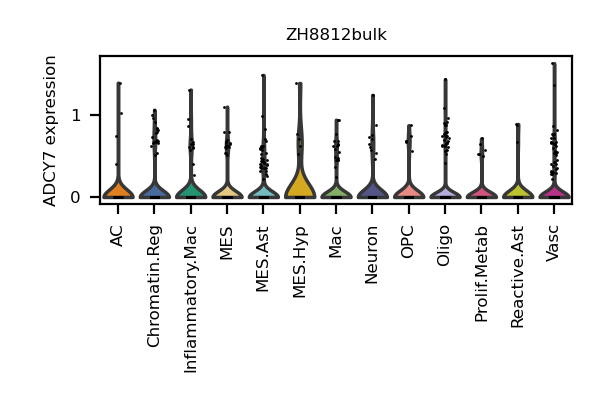 ZH8812bulk
ADCY7 expression
1
0
AC
Chromatin.Reg
Inflammatory.Mac
MES
MES.Ast
MES.Hyp
Mac
Neuron
OPC
Oligo
Prolif.Metab
Reactive.Ast
Vasc